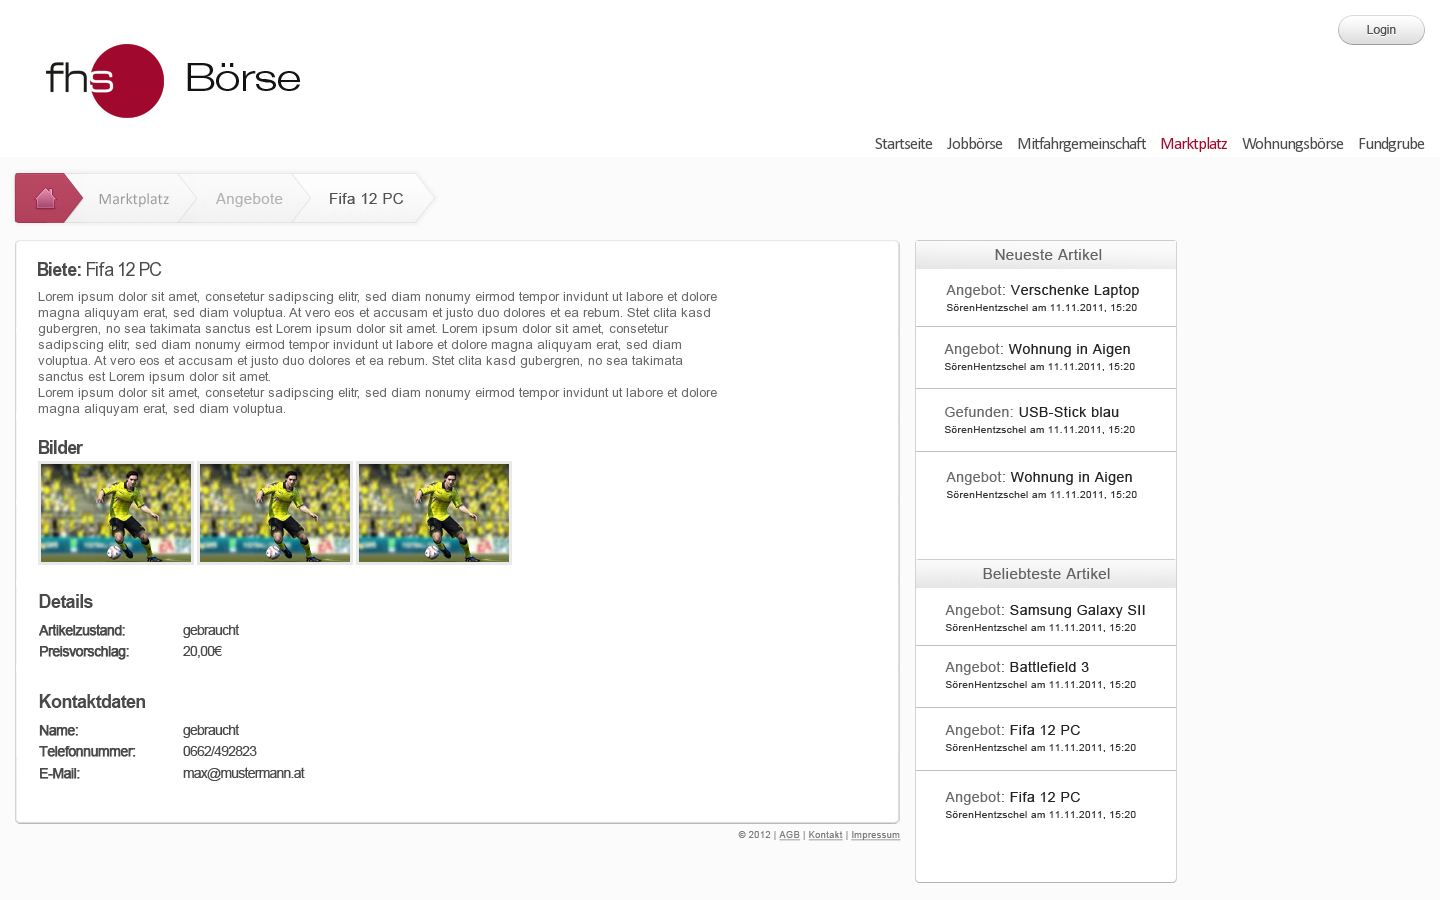 Login
fhs Börse
Startseite Jobbörse Mitfahrgemeinschaft Marktplatz Wohnungsbörse Fundgrube
Marktplatz Angebote Fifa 12 PC
Biete: Fifa 12 PC
Lorem ipsum dolor sit amet, consetetur sadipscing elitr, sed diam nonumy eirmod tempor invidunt ut labore et dolore
magna aliquyam erat, sed diam voluptua. At vero eos et accusam et justo duo dolores et ea rebum. Stet clita kasd
gubergren, no sea takimata sanctus est Lorem ipsum dolor sit amet. Lorem ipsum dolor sit amet, consetetur
sadipscing elitr, sed diam nonumy eirmod tempor invidunt ut labore et dolore magna aliquyam erat, sed diam
voluptua. At vero eos et accusam et justo duo dolores et ea rebum. Stet clita kasd gubergren, no sea takimata
sanctus est Lorem ipsum dolor sit amet.
Lorem ipsum dolor sit amet, consetetur sadipscing elitr, sed diam nonumy eirmod tempor invidunt ut labore et dolore
magna aliquyam erat, sed diam voluptua.
Bilder
Details
Artikelzustand: gebraucht
Preisvorschlag: 20,00€
Kontaktdaten
Name: gebraucht
Telefonnummer: 0662/492823
E-Mail: max@mustermann.at
© 2012 | AGB | Kontakt | Impressum
Neueste Artikel
Angebot: Verschenke Laptop
SörenHentzschel am 11.11.2011, 15:20
Angebot: Wohnung in Aigen
SörenHentzschel am 11.11.2011, 15:20
Gefunden: USB-Stick blau
SörenHentzschel am 11.11.2011, 15:20
Angebot: Wohnung in Aigen
SörenHentzschel am 11.11.2011, 15:20
Beliebteste Artikel
Angebot: Samsung Galaxy SII
SörenHentzschel am 11.11.2011, 15:20
Angebot: Battlefield 3
SörenHentzschel am 11.11.2011, 15:20
Angebot: Fifa 12 PC
SörenHentzschel am 11.11.2011, 15:20
Angebot: Fifa 12 PC
SörenHentzschel am 11.11.2011, 15:20